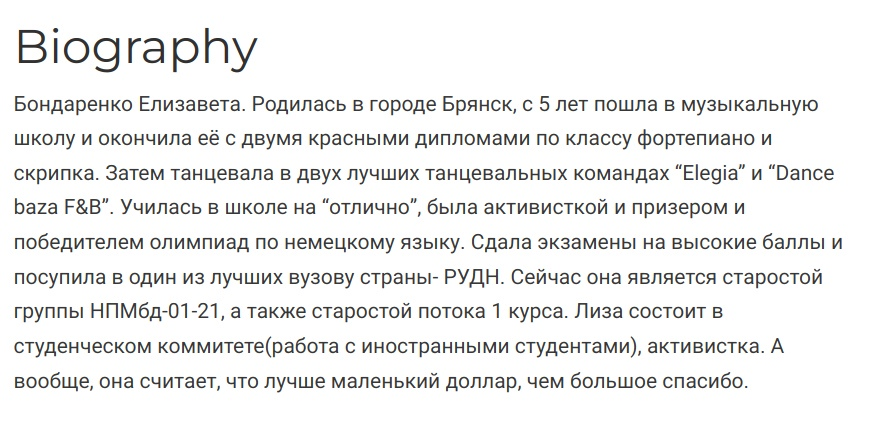 Biography
Бондаренко Елизавета. Родилась в городе Брянск, с 5 лет пошла в музыкальную
школу и окончила её с двумя красными дипломами по классу фортепиано и
скрипка. Затем танцевала в двух лучших танцевальных командах “Elegia” и “Dance
baza F&B”. Училась в школе на “отлично”, была активисткой и призером и
победителем олимпиад по немецкому языку. Сдала экзамены на высокие баллы и
посупила в один из лучших вузову страны- РУДН. Сейчас она является старостой
группы НПМбд-01-21, а также старостой потока 1 курса. Лиза состоит в
студенческом коммитете(работа с иностранными студентами), активистка. А
вообще, она считает, что лучше маленький доллар, чем большое спасибо.